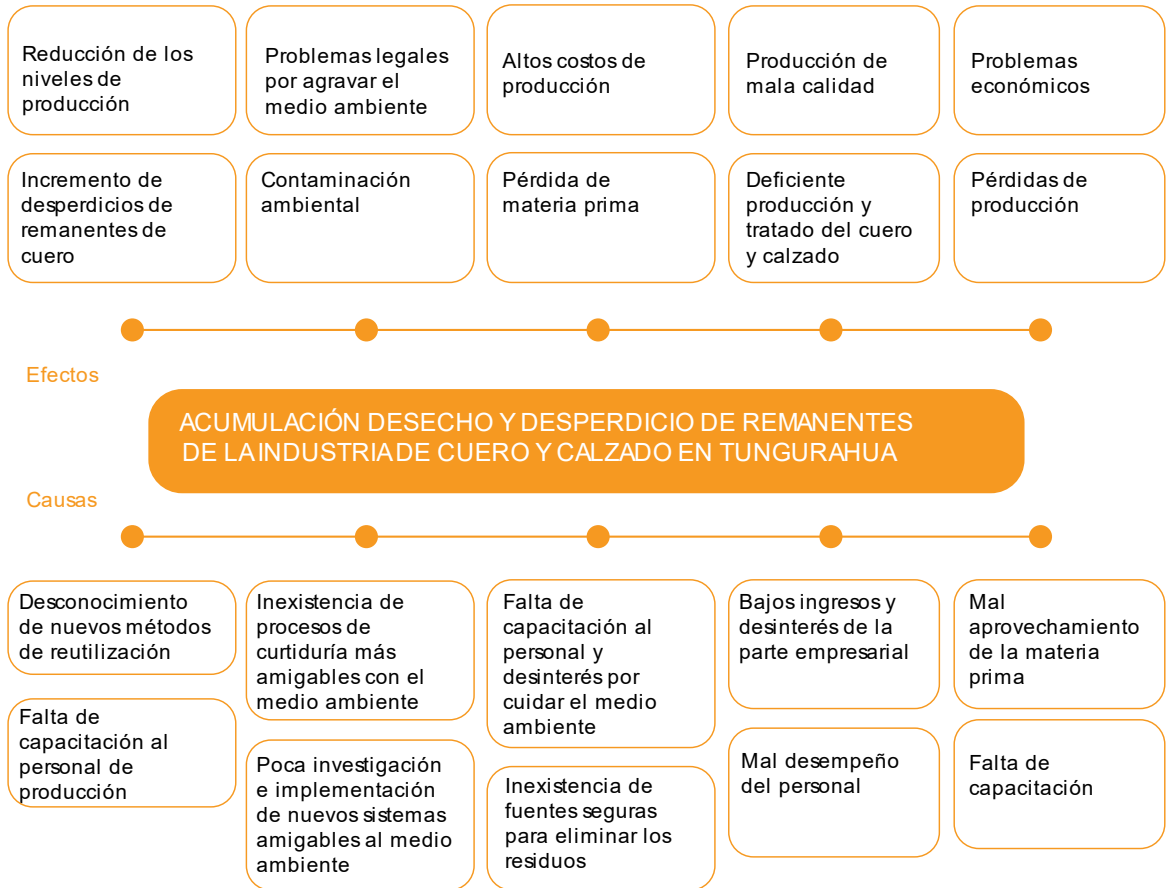 Reducción de los
niveles de
producción
Problemas legales
por agravar el
medio ambiente
Altos costos de
producción
Producción de
mala calidad
Problemas
económicos
Incremento de
desperdicios de
remanentes de
cuero
Contaminación
ambiental
Pérdida de
materia prima
Deficiente
producción y
tratado del cuero
y calzado
Pérdidas de
producción
Efectos
ACUMULACIÓN DESECHO Y DESPERDICIO DE REMANENTES
DE LA INDUSTRIA DE CUERO Y CALZADO EN TUNGURAHUA
Causas
Desconocimiento
de nuevos métodos
de reutilización
Inexistencia de
procesos de
curtiduría más
amigables con el
medio ambiente
Falta de
capacitación al
personal y
desinterés por
cuidar el medio
ambiente
Bajos ingresos y
desinterés de la
parte empresarial
Mal
aprovechamiento
de la materia
prima
Falta de
capacitación al
personal de
producción
Poca investigación
e implementación
de nuevos sistemas
amigables al medio
ambiente
Inexistencia de
fuentes seguras
para eliminar los
residuos
Mal desempeño
del personal
Falta de
capacitación